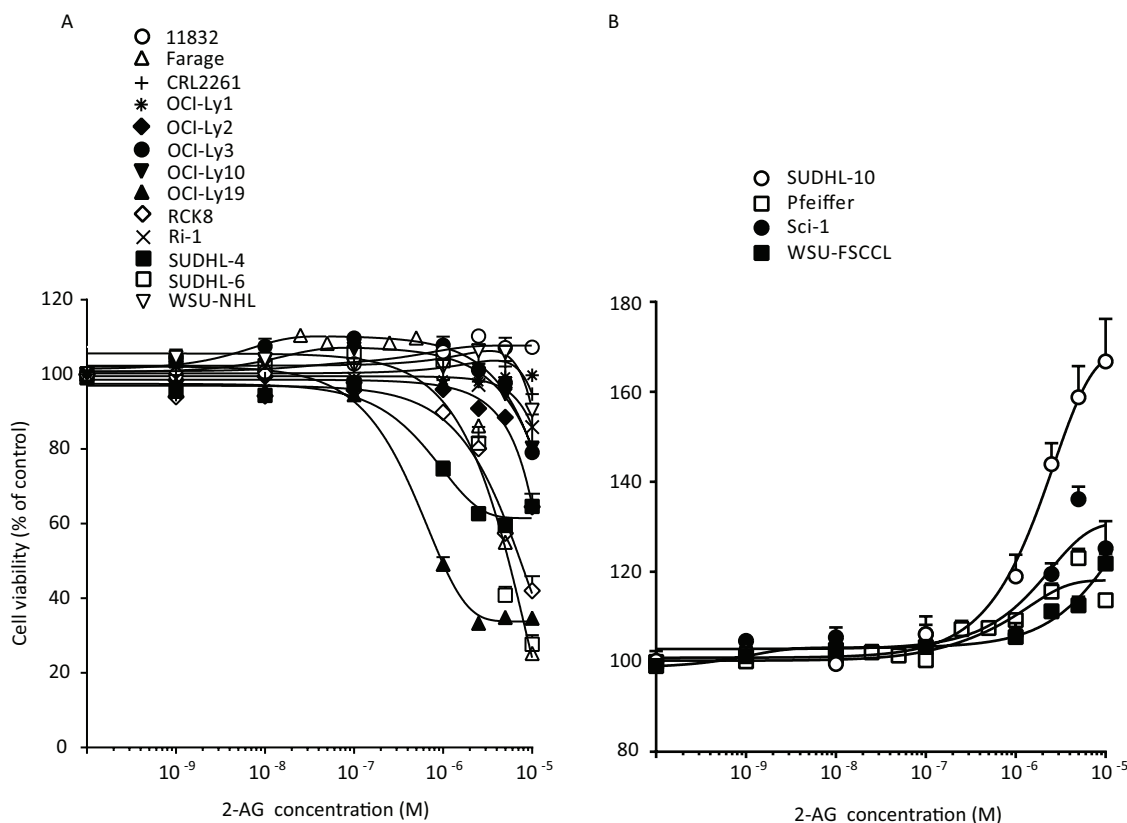 A
11832
Farage
CRL2261
OCI-Ly1
OCI-Ly2
OCI-Ly3
OCI-Ly10
OCI-Ly19
RCK8
Ri-1
SUDHL-4
SUDHL-6
WSU-NHL
Cell viability (% of control)
120
100
80
60
40
20
0
10⁻⁹
10⁻⁸
10⁻⁷
10⁻⁶
10⁻⁵
2-AG concentration (M)
B
SUDHL-10
Pfeiffer
Sci-1
WSU-FSCCL
180
160
140
120
100
80
10⁻⁹
10⁻⁸
10⁻⁷
10⁻⁶
10⁻⁵
2-AG concentration (M)